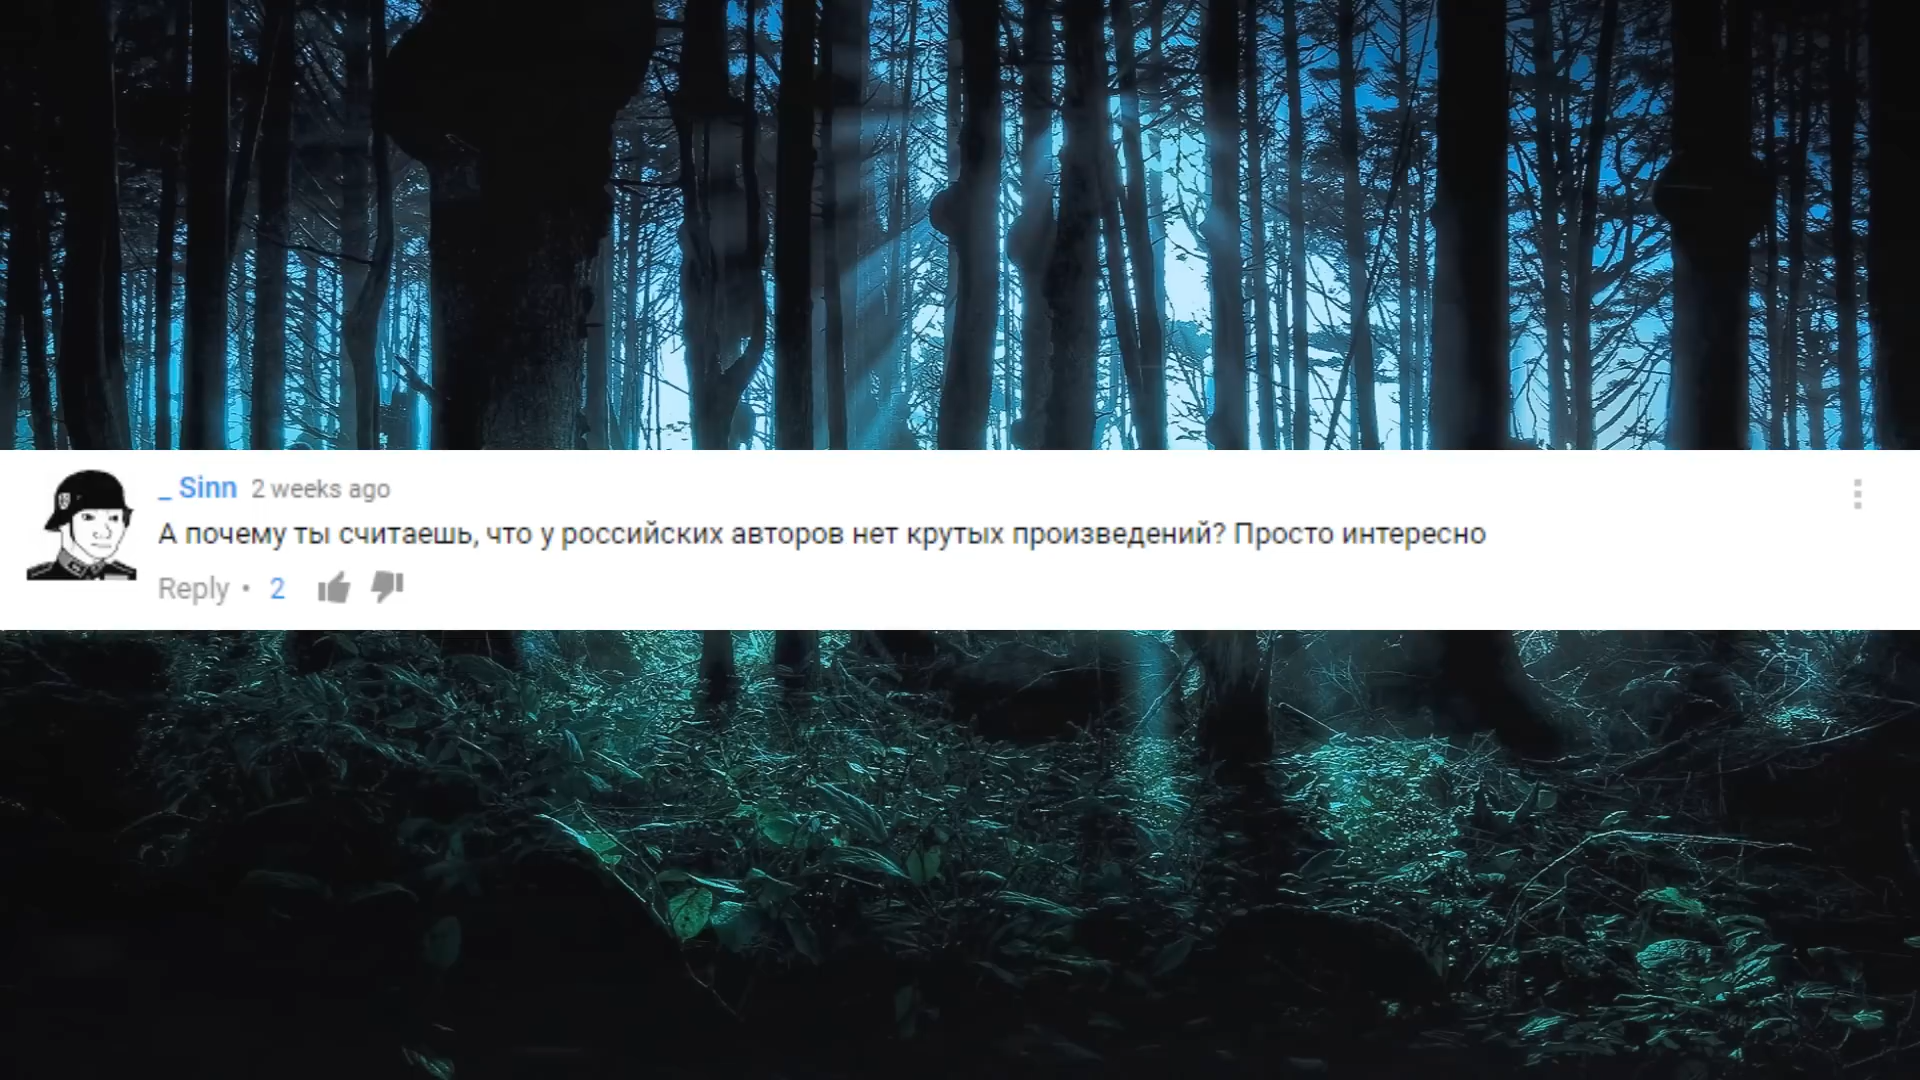 _ Sinn 2 weeks ago
А почему ты считаешь, что у российских авторов нет крутых произведений? Просто интересно
Reply • 2